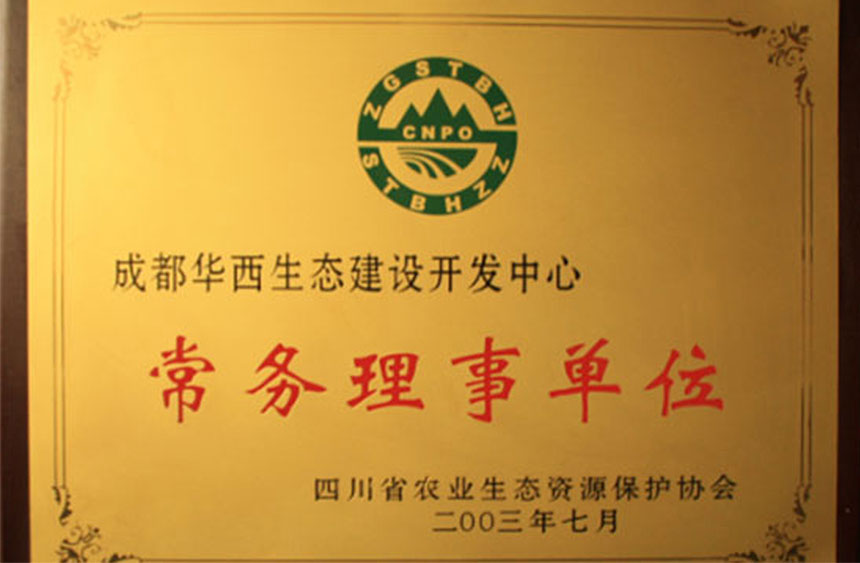 ZGSTBH
CNPO
STBHZZ
成都华西生态建设开发中心
常务理事单位
四川省农业生态资源保护协会
二00三年七月